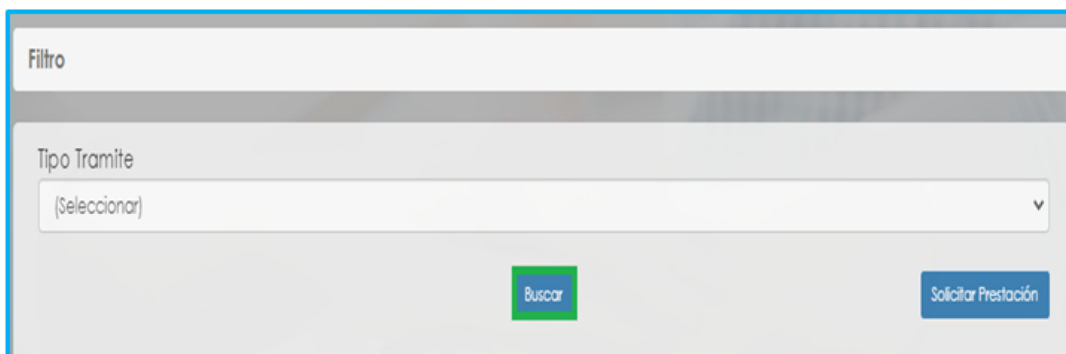 Filtro
Tipo Tramite
(Seleccionar)
Buscar
Solicitar Prestación